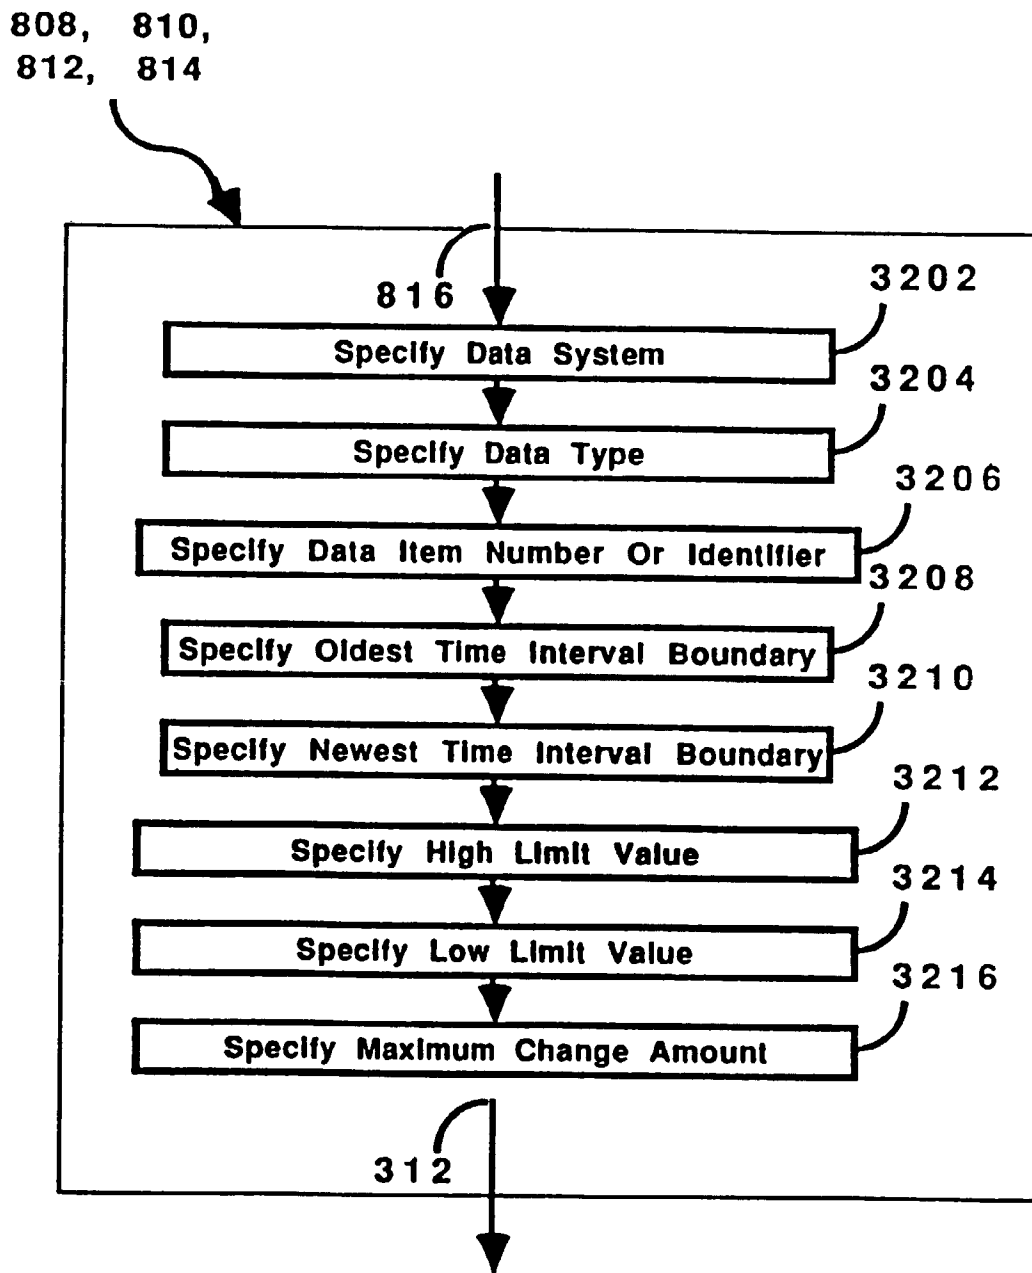 808, 810,
812, 814
816
3202
Specify Data System
3204
Specify Data Type
3206
Specify Data Item Number Or Identifier
3208
Specify Oldest Time Interval Boundary
3210
Specify Newest Time Interval Boundary
3212
Specify High Limit Value
3214
Specify Low Limit Value
3216
Specify Maximum Change Amount
312